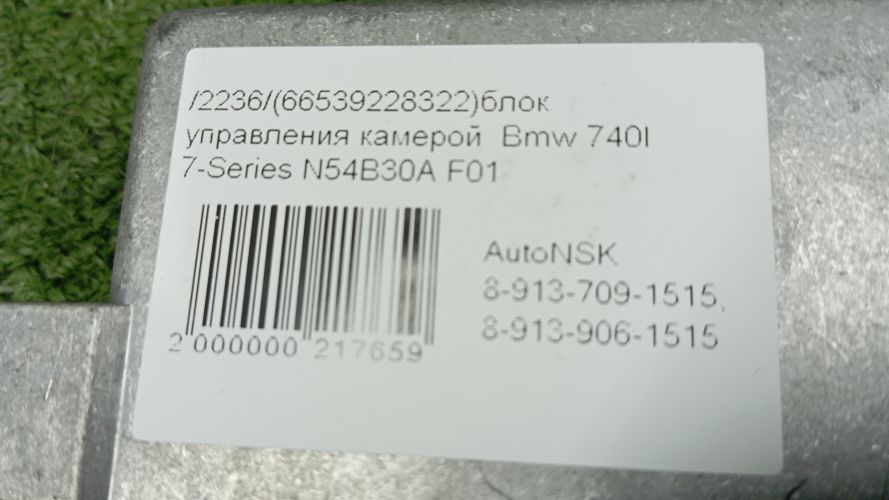 /2236/(66539228322)блок
управления камерой Bmw 740I
7-Series N54B30A F01
AutoNSK
8-913-709-1515,
8-913-906-1515
2 000000 217659